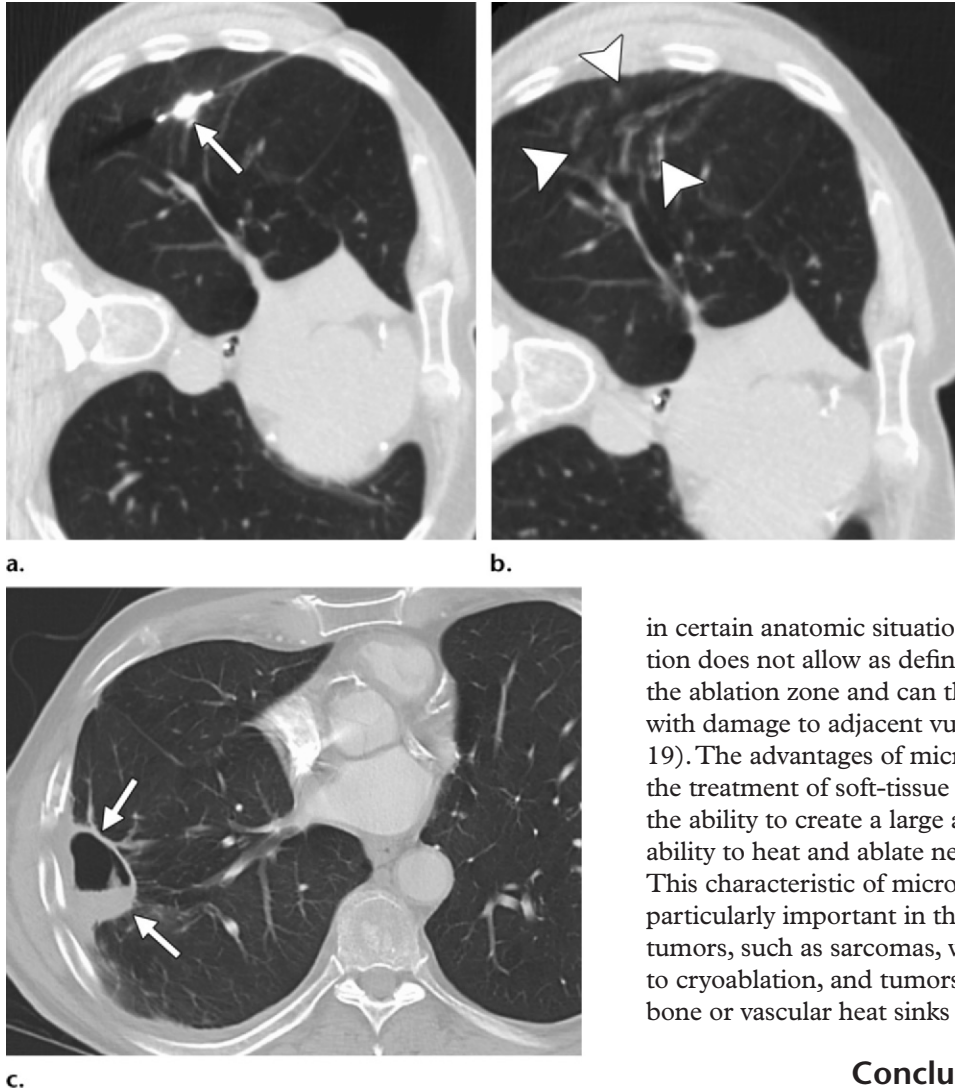 a.
b.
in certain anatomic situatio
tion does not allow as defin
the ablation zone and can th
with damage to adjacent vu
19). The advantages of micr
the treatment of soft-tissue
the ability to create a large a
ability to heat and ablate ne
This characteristic of micro
particularly important in th
tumors, such as sarcomas, w
to cryoablation, and tumors
bone or vascular heat sinks
Conclu
c.